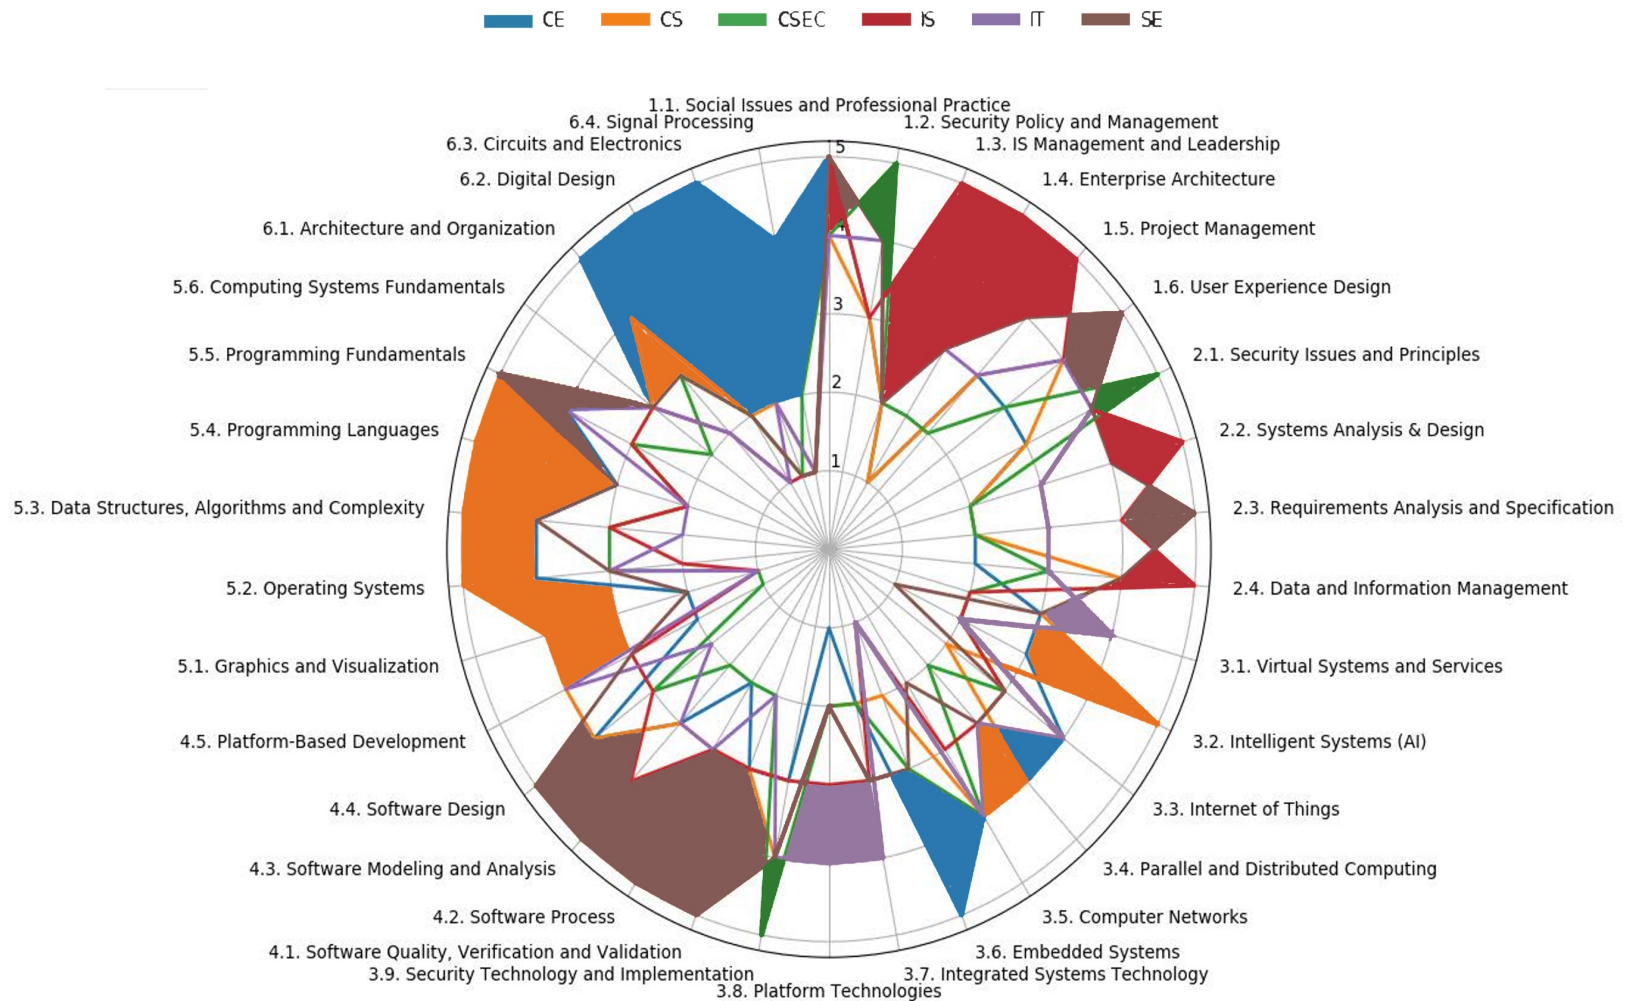 CE CS CSEC IS IT SE
1.1. Social Issues and Professional Practice
6.4. Signal Processing
1.2. Security Policy and Management
6.3. Circuits and Electronics
1.3. IS Management and Leadership
6.2. Digital Design
1.4. Enterprise Architecture
6.1. Architecture and Organization
1.5. Project Management
5.6. Computing Systems Fundamentals
1.6. User Experience Design
5.5. Programming Fundamentals
2.1. Security Issues and Principles
5.4. Programming Languages
2.2. Systems Analysis & Design
5.3. Data Structures, Algorithms and Complexity
2.3. Requirements Analysis and Specification
5.2. Operating Systems
2.4. Data and Information Management
5.1. Graphics and Visualization
3.1. Virtual Systems and Services
4.5. Platform-Based Development
3.2. Intelligent Systems (AI)
4.4. Software Design
3.3. Internet of Things
4.3. Software Modeling and Analysis
3.4. Parallel and Distributed Computing
4.2. Software Process
3.5. Computer Networks
4.1. Software Quality, Verification and Validation
3.6. Embedded Systems
3.9. Security Technology and Implementation
3.7. Integrated Systems Technology
3.8. Platform Technologies
5
4
3
2
1